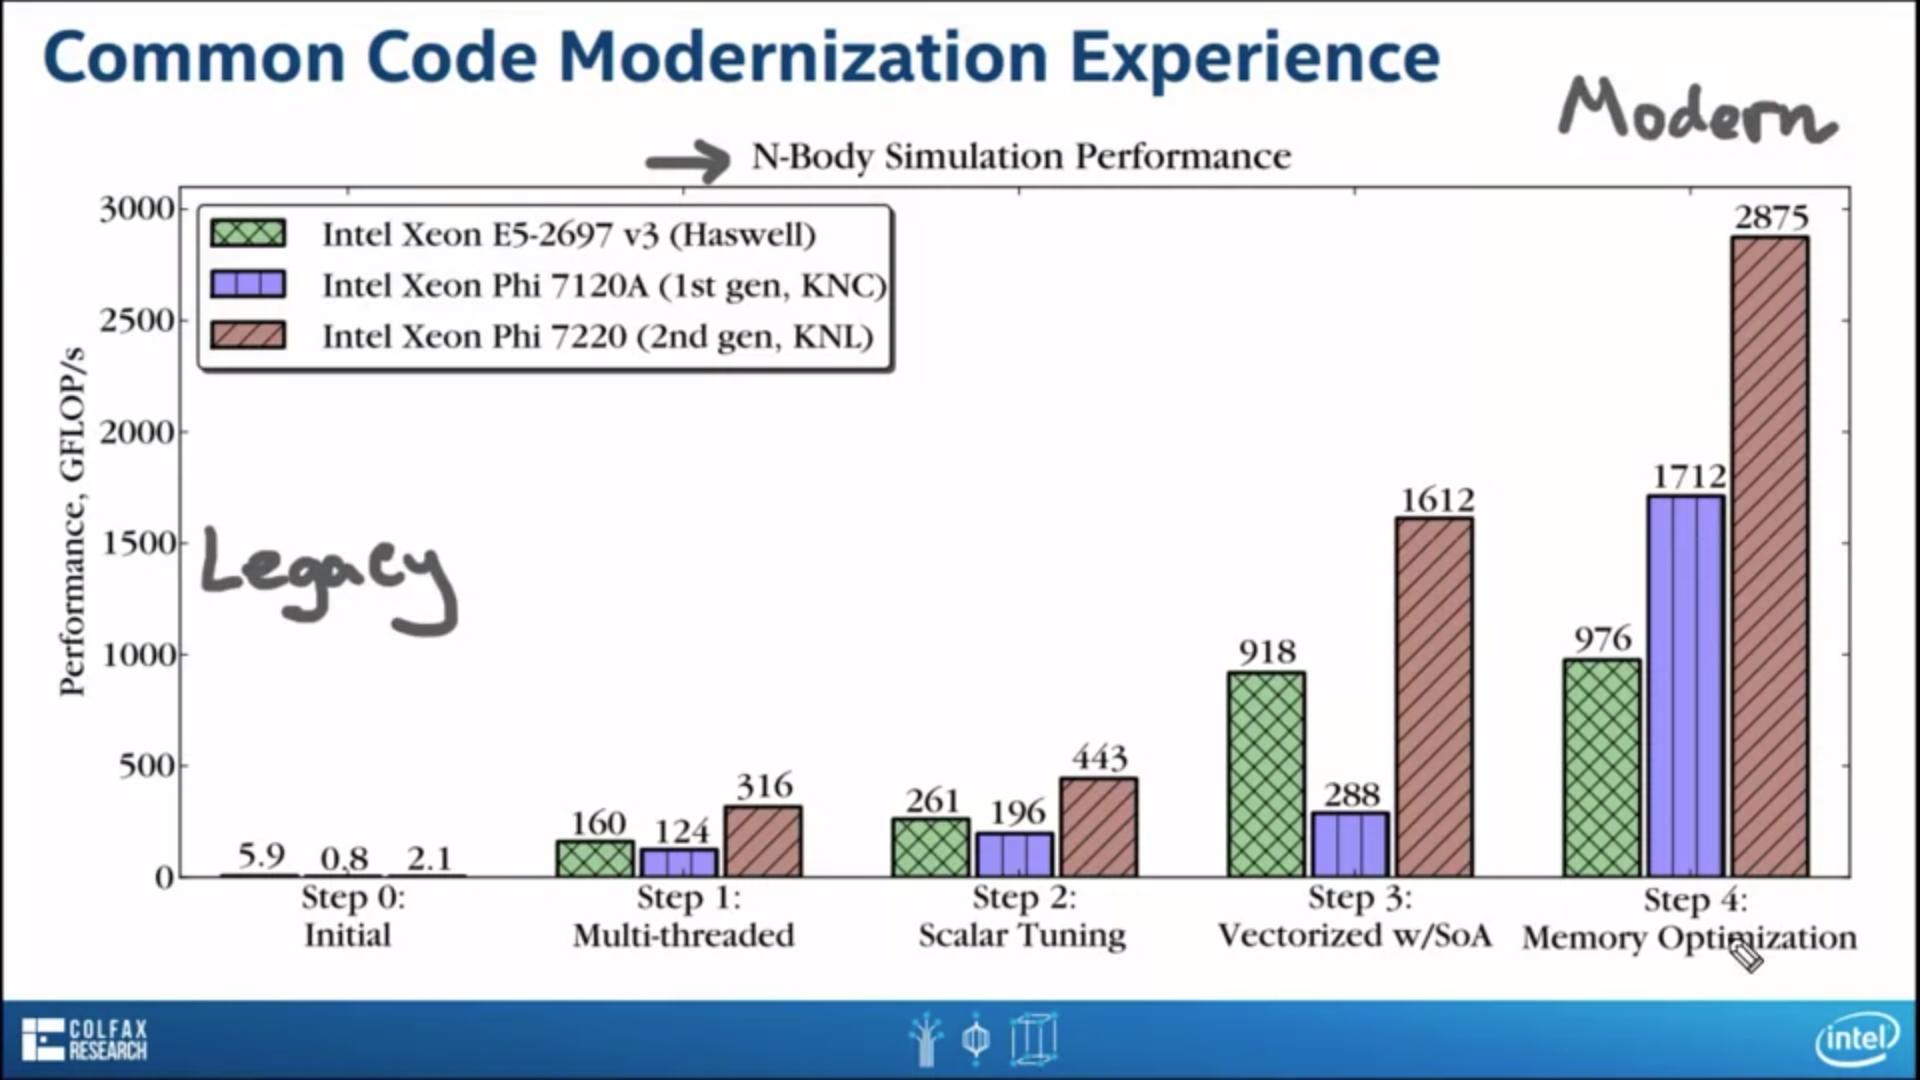 Common Code Modernization Experience
Modern
N-Body Simulation Performance
3000
2500
2000
1500
1000
500
0
Performance, GFLOP/s
Intel Xeon E5-2697 v3 (Haswell)
Intel Xeon Phi 7120A (1st gen, KNC)
Intel Xeon Phi 7220 (2nd gen, KNL)
Legacy
5.9 0.8 2.1
160 124 316
261 196 443
918 288 1612
976 1712 2875
Step 0:
Initial
Step 1:
Multi-threaded
Step 2:
Scalar Tuning
Step 3:
Vectorized w/SoA
Step 4:
Memory Optimization
COLFAX
RESEARCH
intel